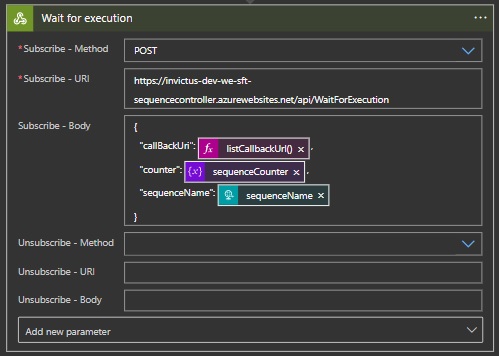 Wait for execution
* Subscribe - Method
POST
* Subscribe - URI
https://invictus-dev-we-sft-
sequencecontroller.azurewebsites.net/api/WaitForExecution
Subscribe - Body
{
"callBackUri": fx listCallbackUrl() × ,
"counter": {x} sequenceCounter × ,
"sequenceName": sequenceName ×
}
Unsubscribe - Method
Unsubscribe - URI
Unsubscribe - Body
Add new parameter